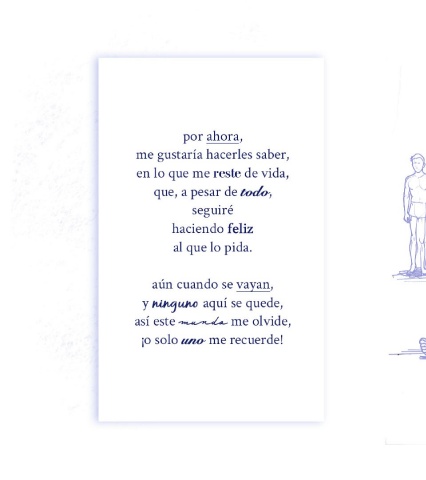 por ahora,
me gustaría hacerles saber,
en lo que me reste de vida,
que, a pesar de todo,
seguiré
haciendo feliz
al que lo pida.
aún cuando se vayan,
y ninguno aquí se quede,
así este mundo me olvide,
¡o solo uno me recuerde!